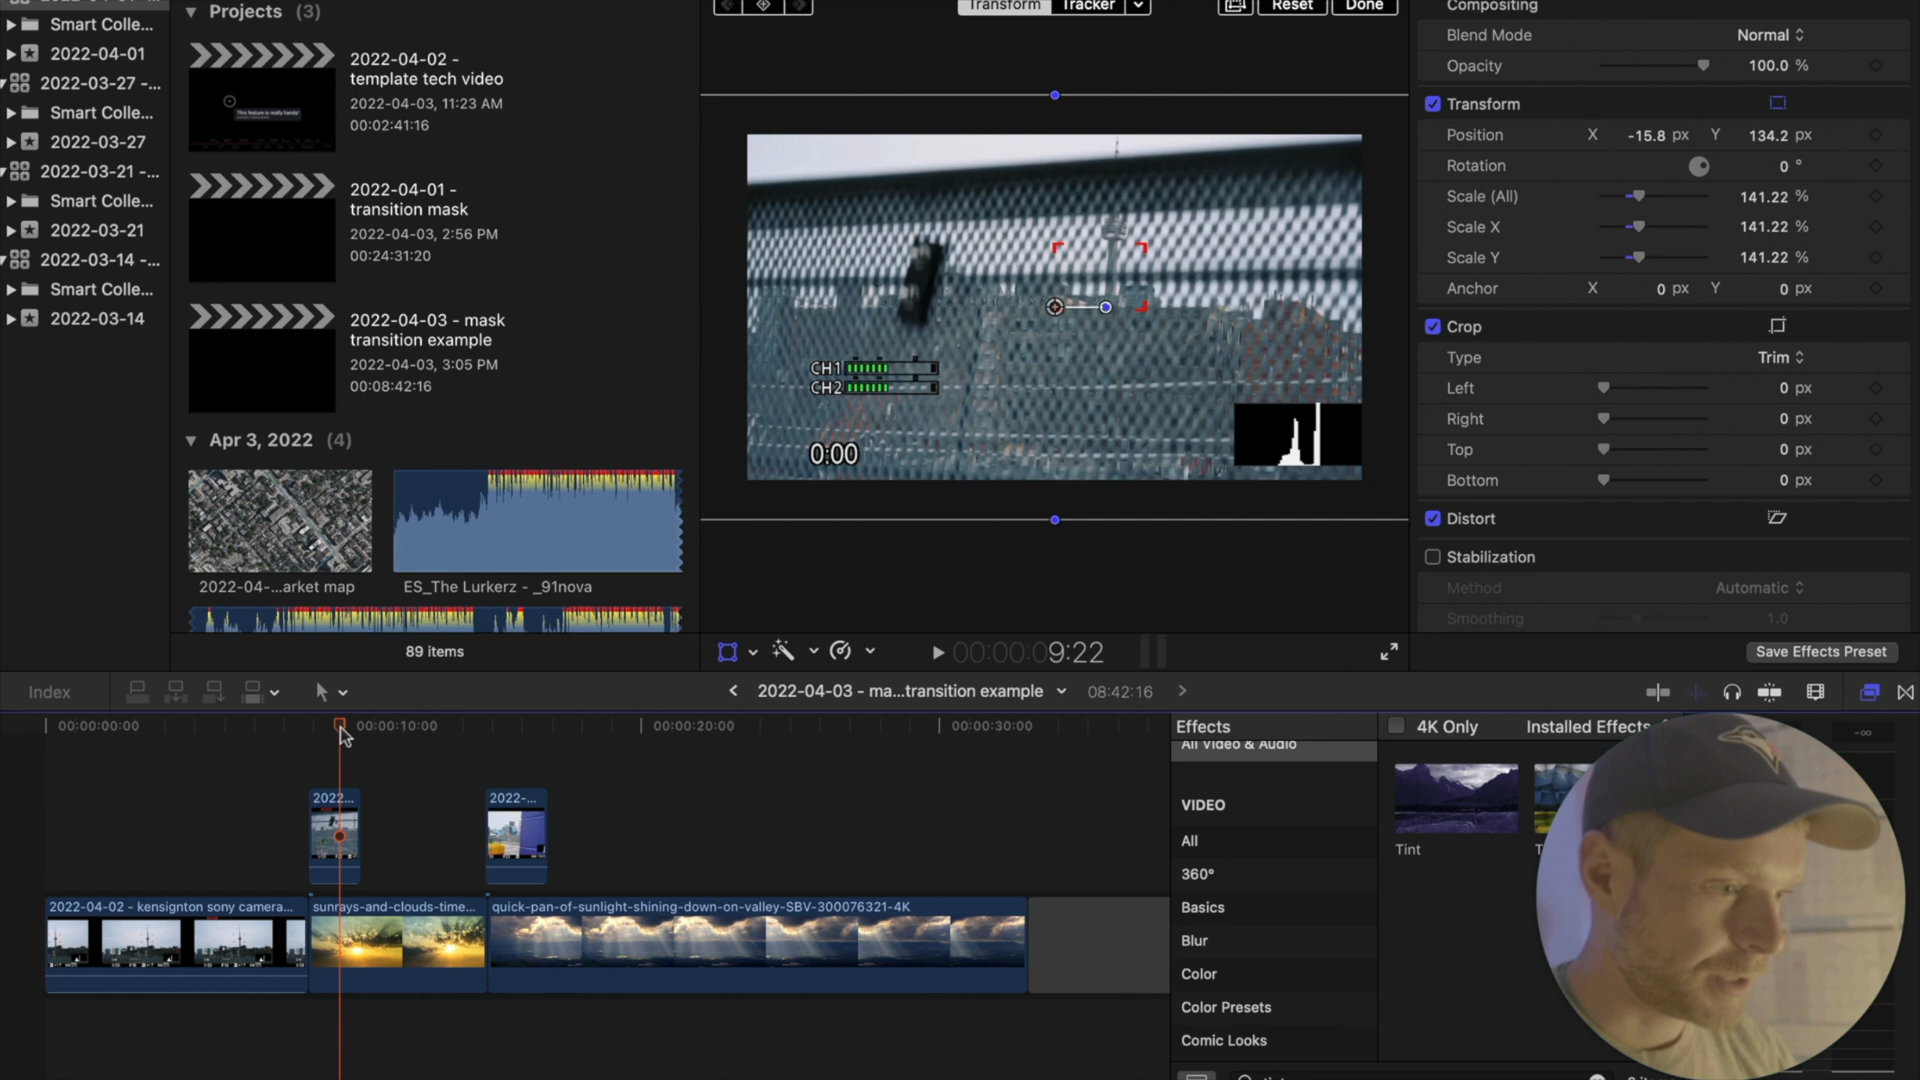 Smart Colle...
2022-04-01
2022-03-27 -...
Smart Colle...
2022-03-27
2022-03-21 -...
Smart Colle...
2022-03-21
2022-03-14 -...
Smart Colle...
2022-03-14
Projects (3)
2022-04-02 -
template tech video
2022-04-03, 11:23 AM
00:02:41:16
This feature is really handy!
2022-04-01 -
transition mask
2022-04-03, 2:56 PM
00:24:31:20
2022-04-03 - mask
transition example
2022-04-03, 3:05 PM
00:08:42:16
Apr 3, 2022 (4)
2022-04-...arket map
ES_The Lurkerz - _91nova
89 items
Transform
Tracker
Reset
Done
CH1
CH2
0:00
00:00:09:22
Compositing
Blend Mode Normal
Opacity 100.0 %
Transform
Position X -15.8 px Y 134.2 px
Rotation 0 °
Scale (All) 141.22 %
Scale X 141.22 %
Scale Y 141.22 %
Anchor X 0 px Y 0 px
Crop
Type Trim
Left 0 px
Right 0 px
Top 0 px
Bottom 0 px
Distort
Stabilization
Method Automatic
Smoothing 1.0
Save Effects Preset
Index
2022-04-03 - ma...transition example
08:42:16
00:00:00:00
00:00:10:00
00:00:20:00
00:00:30:00
2022...
2022-...
2022-04-02 - kensignton sony camera...
sunrays-and-clouds-time...
quick-pan-of-sunlight-shining-down-on-valley-SBV-300076321-4K
Effects
4K Only
Installed Effects
-∞
All Video & Audio
VIDEO
All
360°
Basics
Blur
Color
Color Presets
Comic Looks
Tint